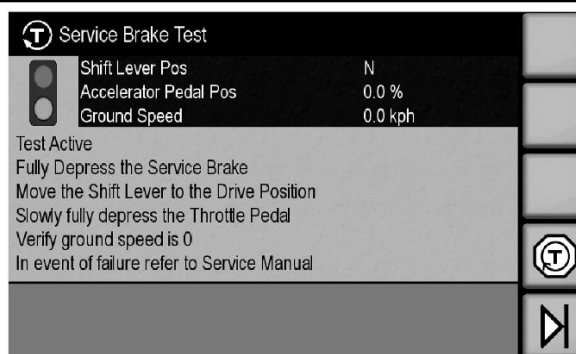 T Service Brake Test
Shift Lever Pos N
Accelerator Pedal Pos 0.0 %
Ground Speed 0.0 kph
Test Active
Fully Depress the Service Brake
Move the Shift Lever to the Drive Position
Slowly fully depress the Throttle Pedal
Verify ground speed is 0
In event of failure refer to Service Manual
T